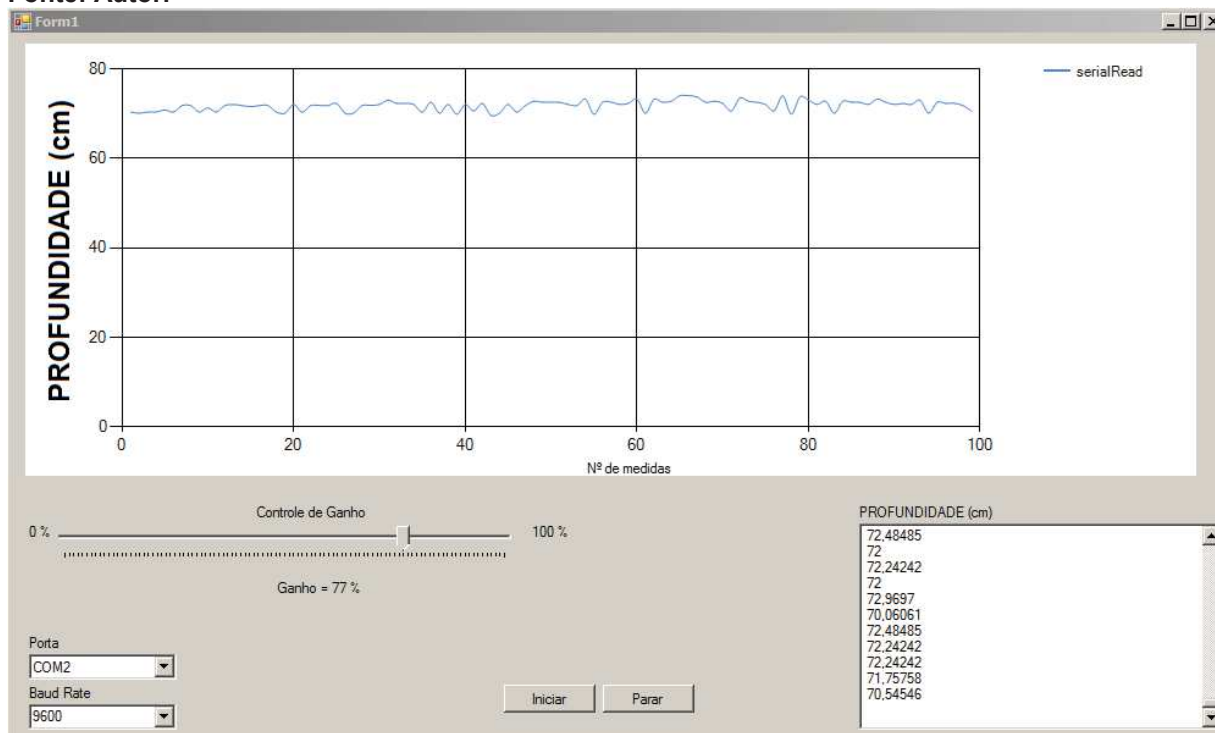 Fonte: Autor.
Form1
80
60
40
20
0
PROFUNDIDADE (cm)
serialRead
0 20 40 60 80 100
Nº de medidas
Controle de Ganho
0 % 100 %
Ganho = 77 %
Porta
COM2
Baud Rate
9600
Iniciar Parar
PROFUNDIDADE (cm)
72,48485
72
72,24242
72
72,9697
70,06061
72,48485
72,24242
72,24242
71,75758
70,54546